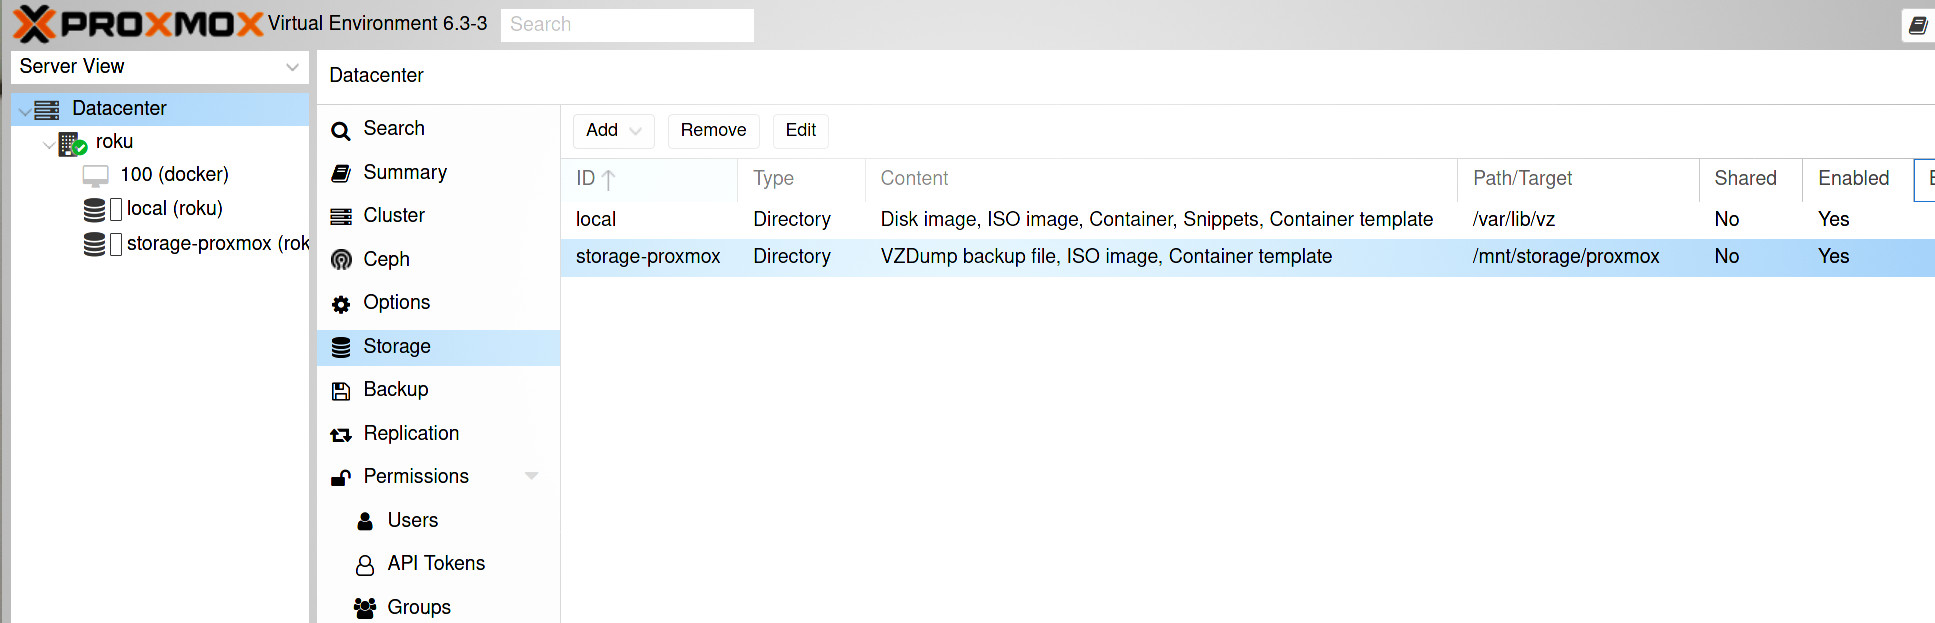 PROXMOX Virtual Environment 6.3-3 Search
Server View
Datacenter
roku
100 (docker)
local (roku)
storage-proxmox (rok
Datacenter
Search
Summary
Cluster
Ceph
Options
Storage
Backup
Replication
Permissions
Users
API Tokens
Groups
Add Remove Edit
ID Type Content Path/Target Shared Enabled
local Directory Disk image, ISO image, Container, Snippets, Container template /var/lib/vz No Yes
storage-proxmox Directory VZDump backup file, ISO image, Container template /mnt/storage/proxmox No Yes